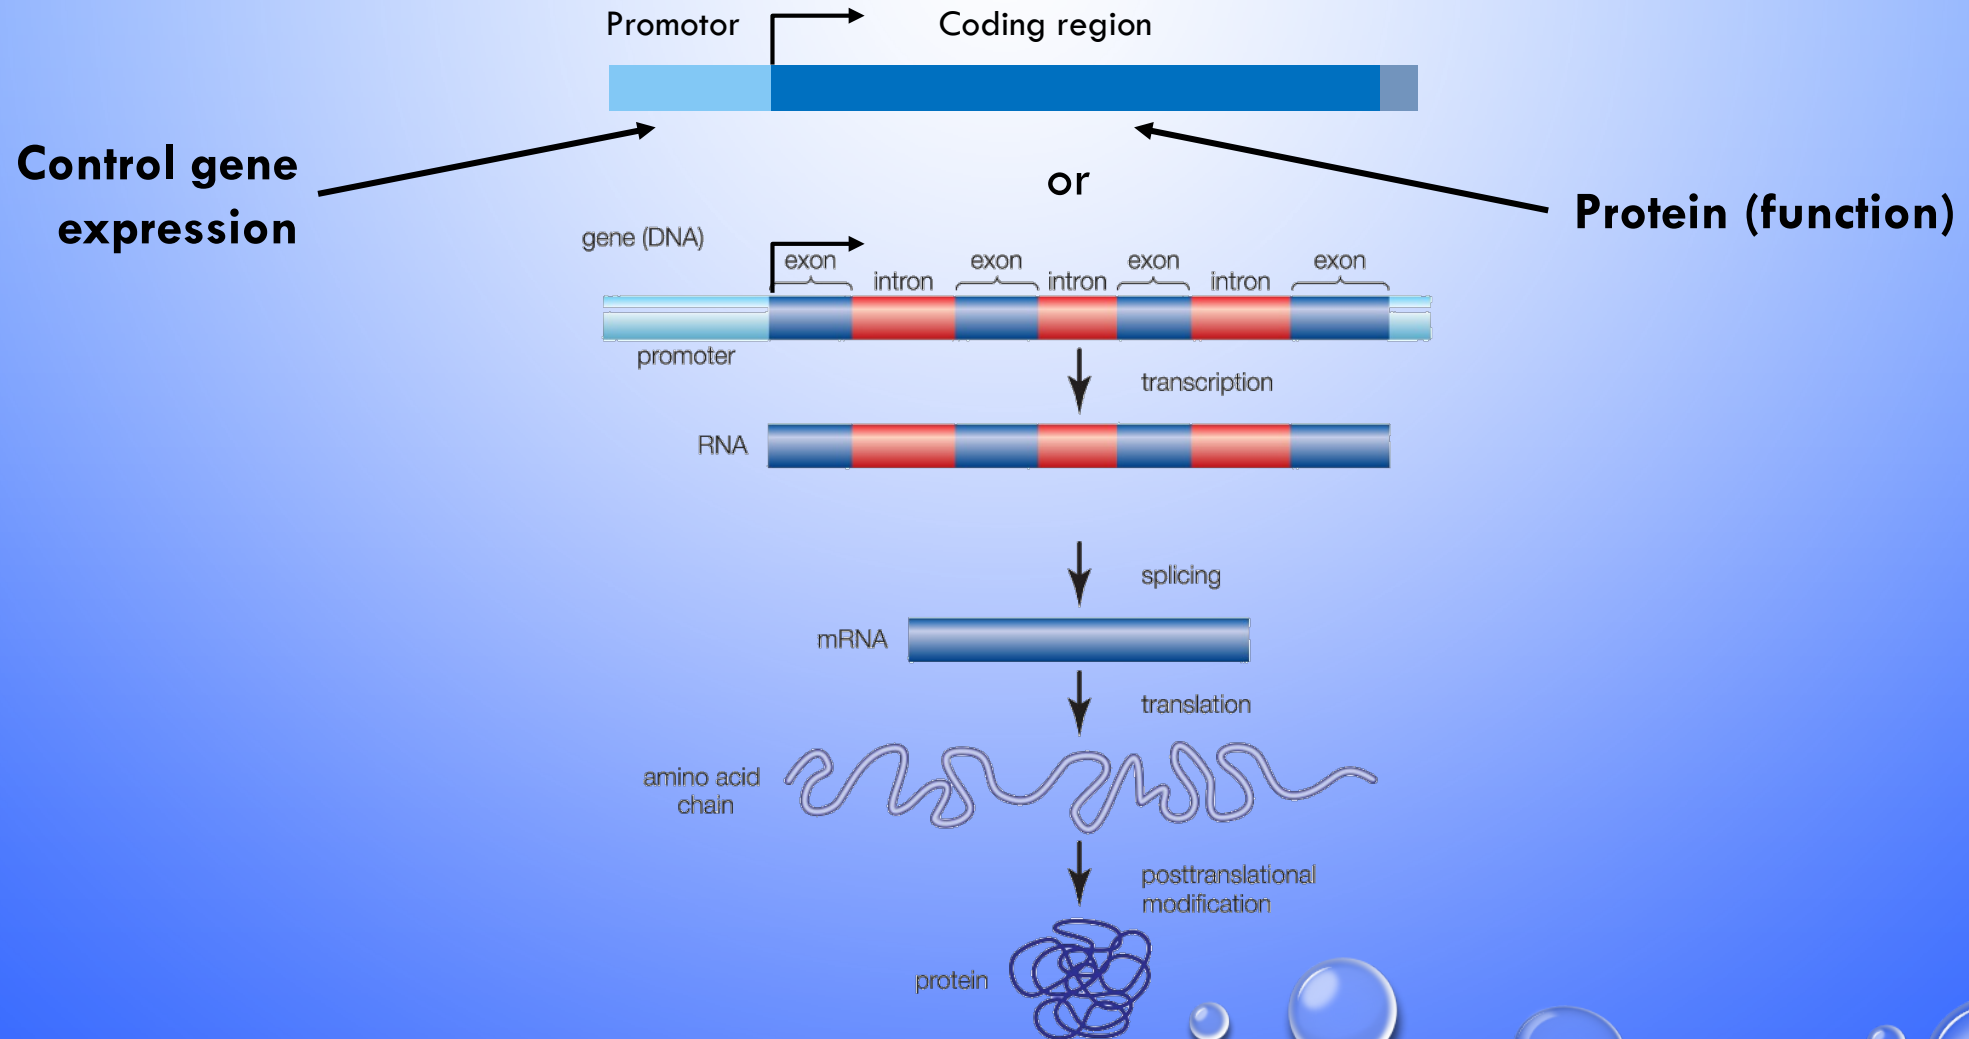 Promotor
Coding region
Control gene
expression
or
Protein (function)
gene (DNA)
exon
intron
exon
intron
exon
intron
exon
promoter
transcription
RNA
splicing
mRNA
translation
amino acid
chain
posttranslational
modification
protein